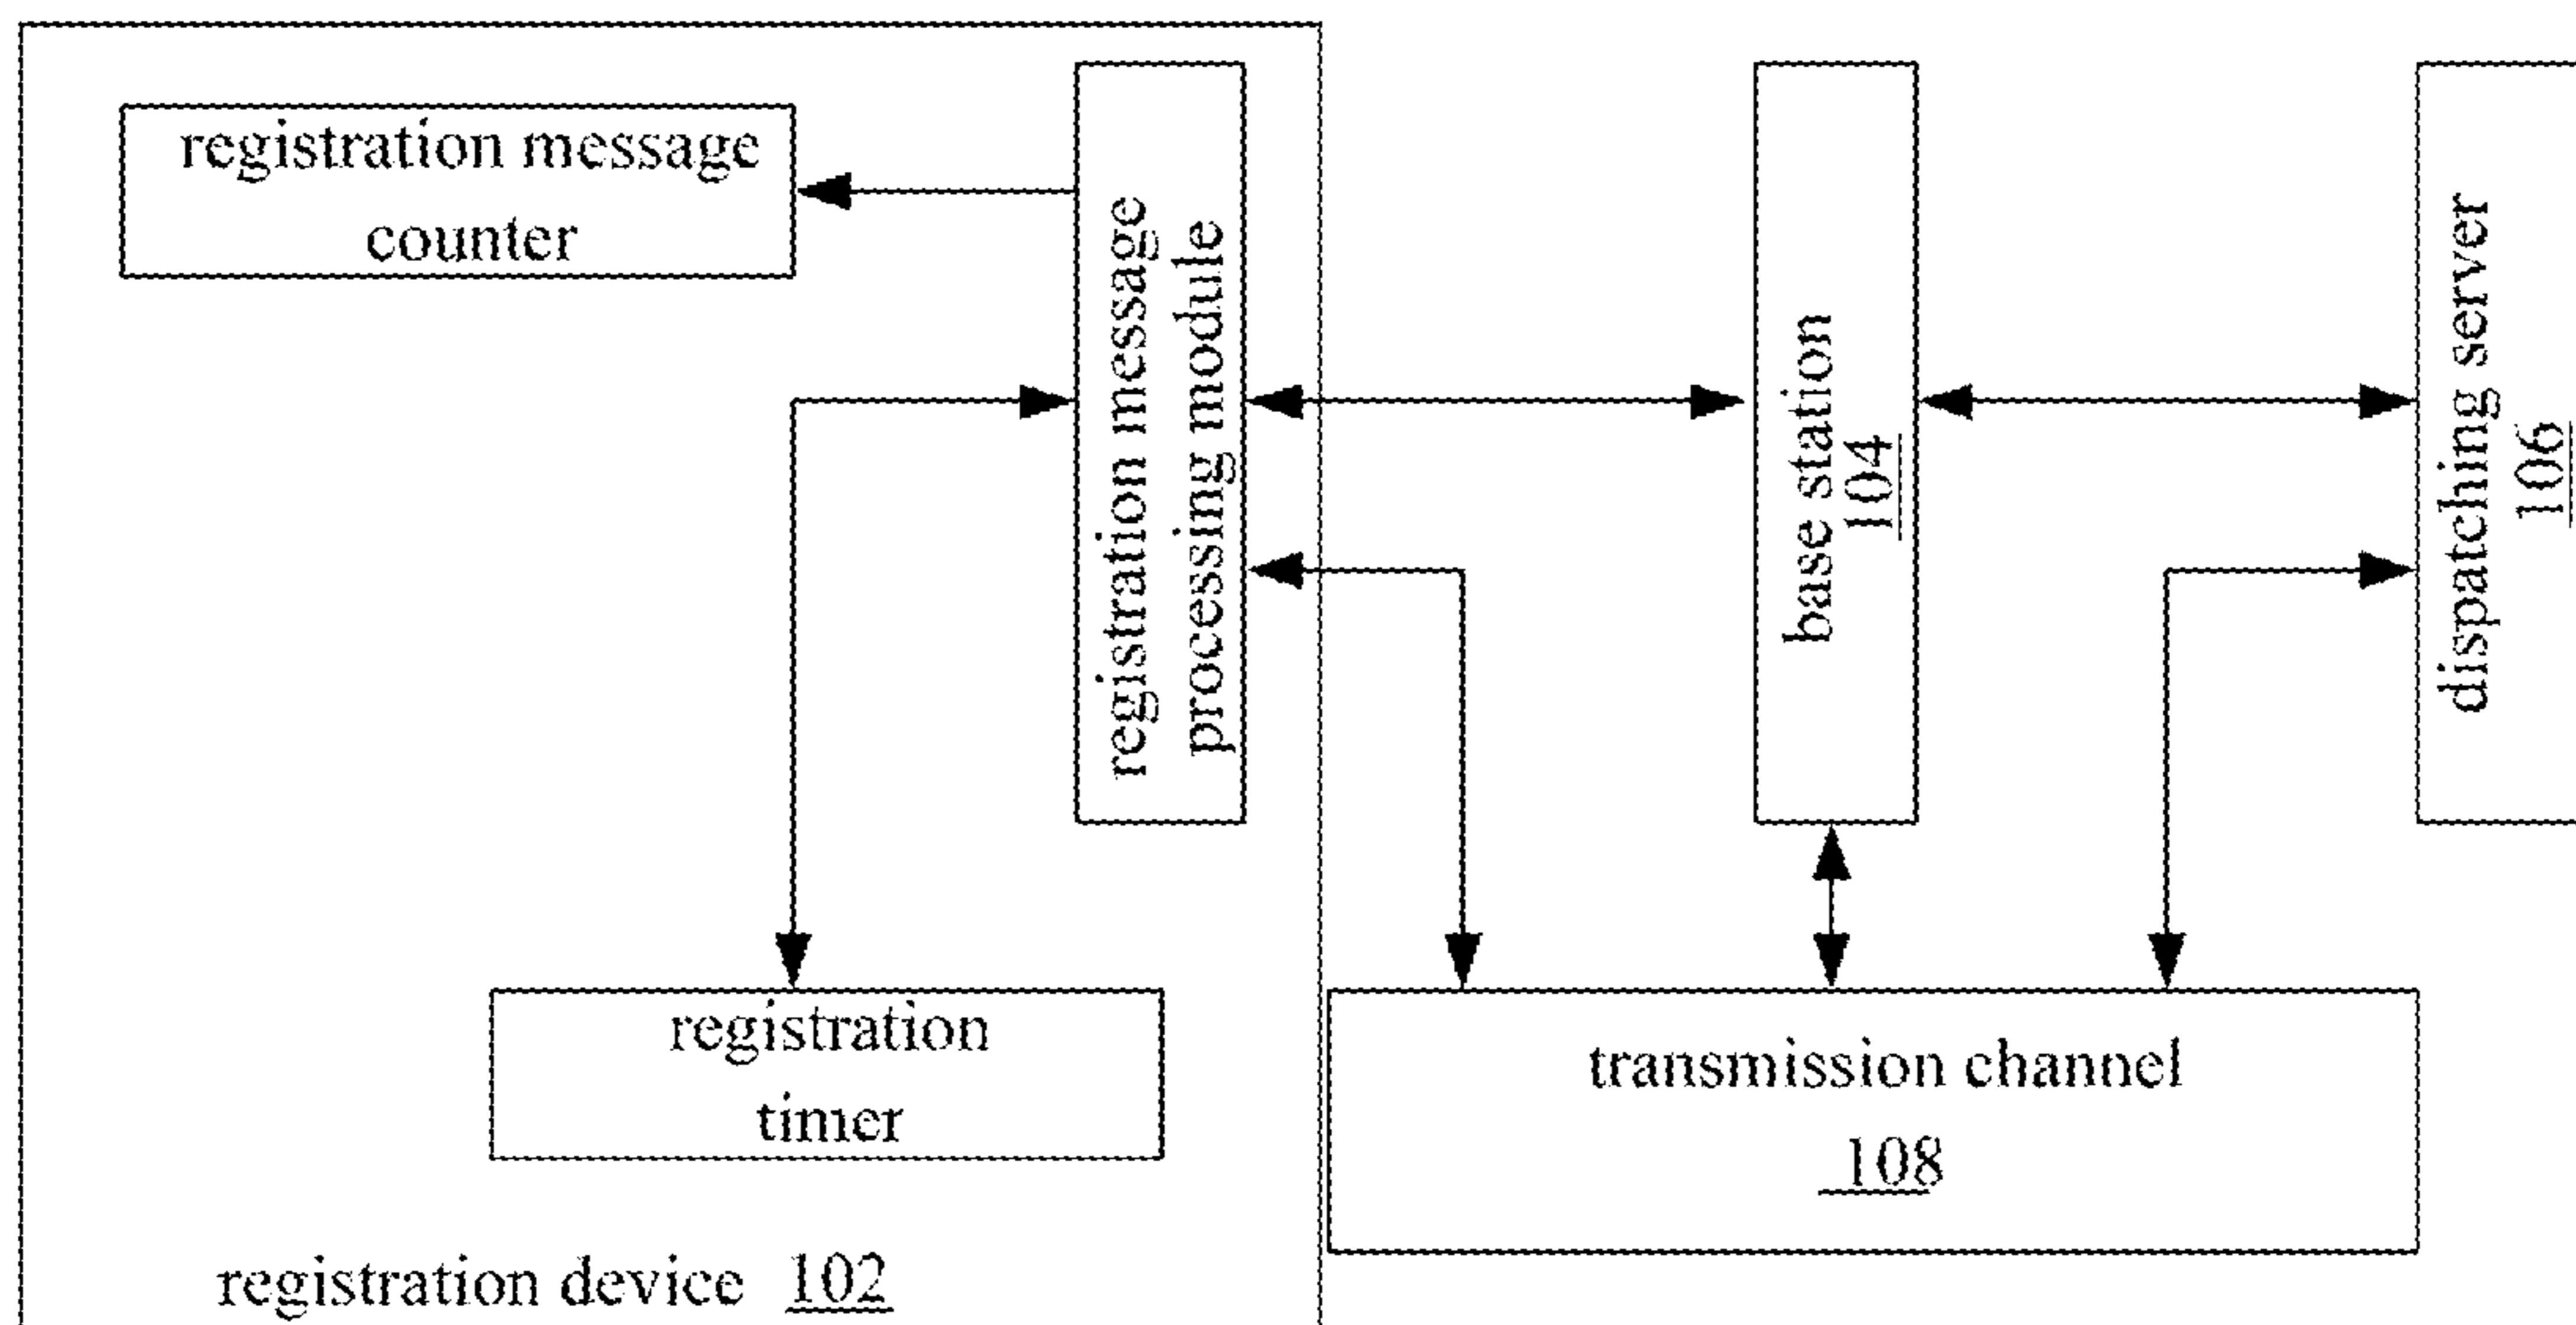 registration message
counter
registration message
processing module
base station
104
dispatching server
106
registration
timer
transmission channel
108
registration device 102